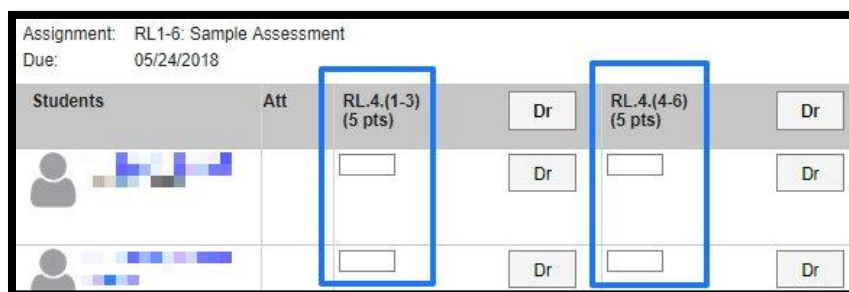 Assignment: RL1-6: Sample Assessment
Due: 05/24/2018
Students Att RL.4.(1-3) Dr RL.4.(4-6) Dr
(5 pts) (5 pts)
Dr Dr
Dr Dr